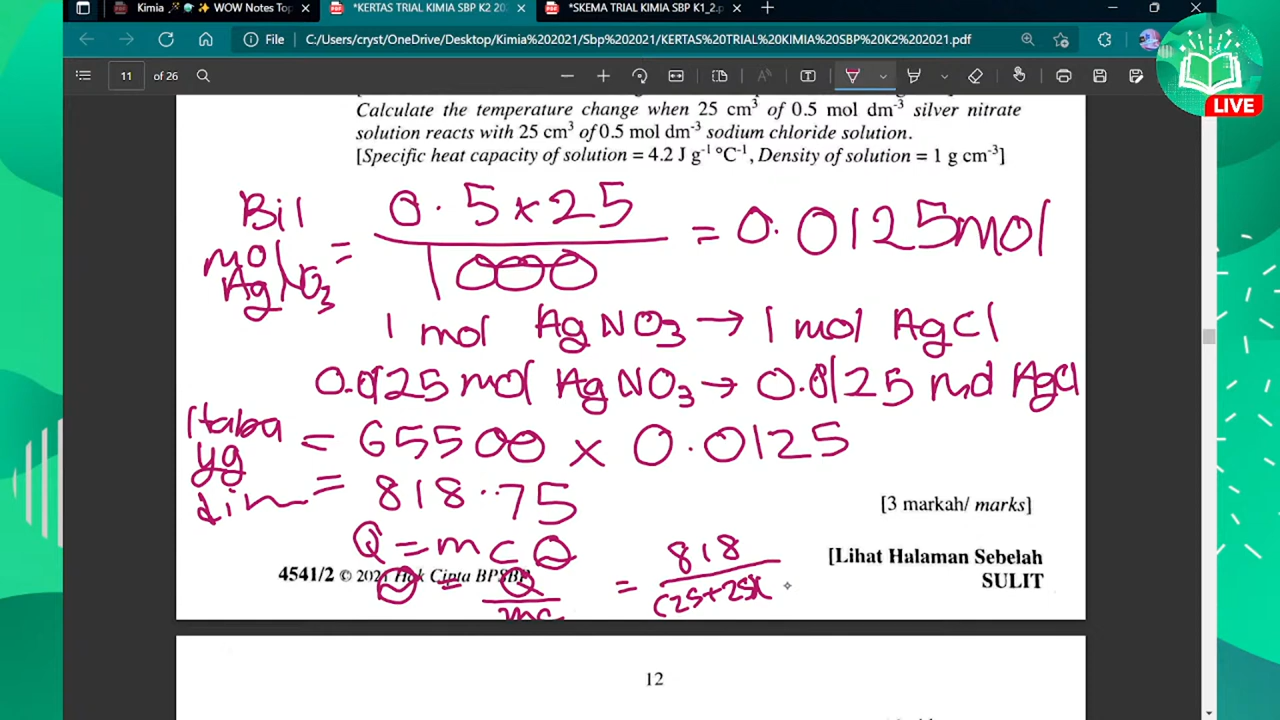 Kimia 🪄 🌏 ✨ WOW Notes To
*KERTAS TRIAL KIMIA SBP K2 20
*SKEMA TRIAL KIMIA SBP K1_2.p
File C:/Users/cryst/OneDrive/Desktop/Kimia%202021/Sbp%202021/KERTAS%20TRIAL%20KIMIA%20SBP%20K2%202021.pdf
LIVE
11 of 26
Calculate the temperature change when 25 cm³ of 0.5 mol dm⁻³ silver nitrate
solution reacts with 25 cm³ of 0.5 mol dm⁻³ sodium chloride solution.
[Specific heat capacity of solution = 4.2 J g⁻¹ °C⁻¹, Density of solution = 1 g cm⁻³]
Bil
mol
AgNO₃ = 0.5 x 25 / 1000 = 0.0125mol
1 mol AgNO₃ → 1 mol AgCl
0.0125 mol AgNO₃ → 0.0125 mol AgCl
Haba
yg = 65500 x 0.0125
= 818.75
[3 markah/ marks]
Q = mcθ
θ = Q / mc = 818 / (25+25)(
[Lihat Halaman Sebelah
4541/2 © 2021 Hak Cipta BPSBPSK
SULIT
12